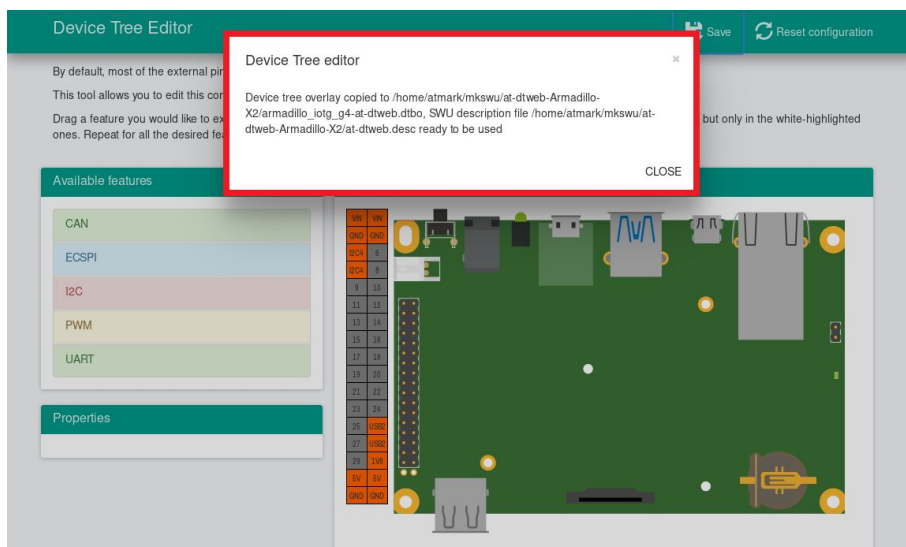 Device Tree Editor
Save
Reset configuration
By default, most of the external pin
This tool allows you to edit this con
Drag a feature you would like to ex
but only in the white-highlighted
ones. Repeat for all the desired fea
Device Tree editor
×
Device tree overlay copied to /home/atmark/mkswu/at-dtweb-Armadillo-
X2/armadillo_iotg_g4-at-dtweb.dtbo, SWU description file /home/atmark/mkswu/at-
dtweb-Armadillo-X2/at-dtweb.desc ready to be used
CLOSE
Available features
CAN
ECSPI
I2C
PWM
UART
Properties
VIN VIN
GND GND
I2C4 6
I2C4 8
9 10
11 12
13 14
15 16
17 18
19 20
21 22
23 24
25 USB2
27 USB2
29 1V8
5V 5V
GND GND